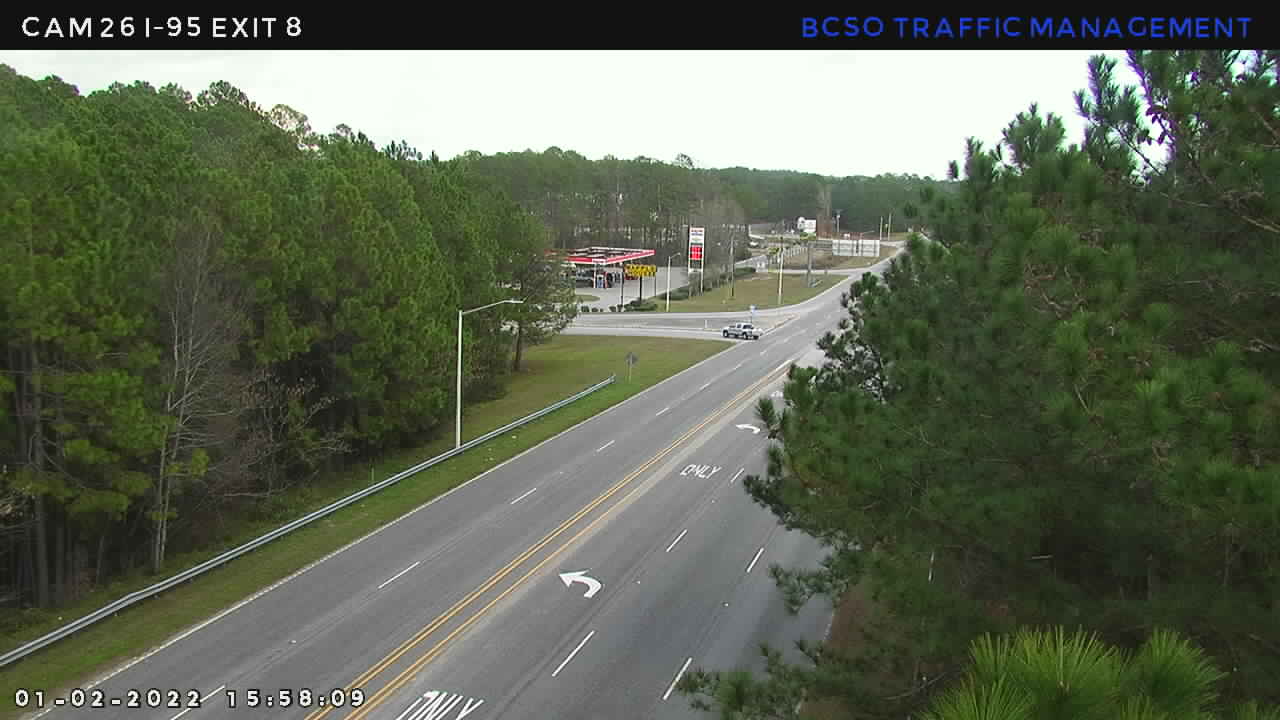 CAM 26 I-95 EXIT 8
BCSO TRAFFIC MANAGEMENT
ONLY
ONLY
01-02-2022 15:58:09